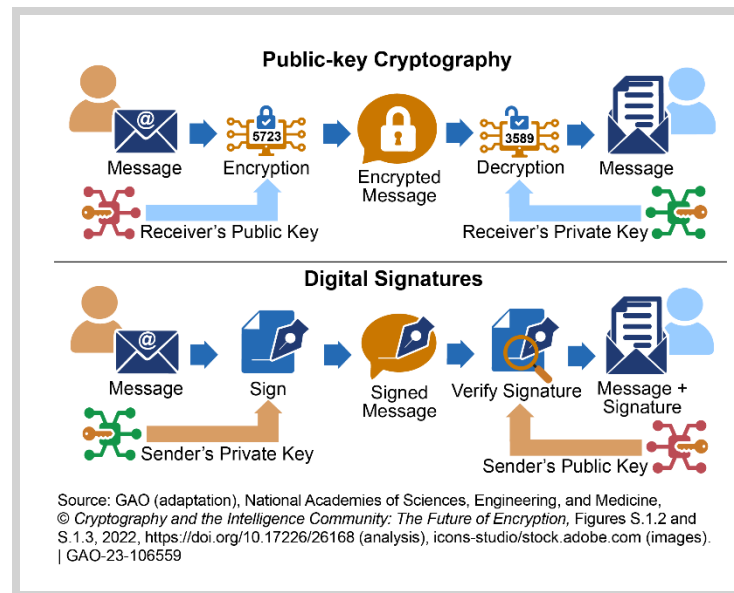 Public-key Cryptography
@
5723
3589
Message
Encryption
Encrypted
Message
Decryption
Message
Receiver's Public Key
Receiver's Private Key
Digital Signatures
@
Message
Sign
Signed
Message
Verify Signature
Message +
Signature
Sender's Private Key
Sender's Public Key
Source: GAO (adaptation), National Academies of Sciences, Engineering, and Medicine,
© Cryptography and the Intelligence Community: The Future of Encryption, Figures S.1.2 and
S.1.3, 2022, https://doi.org/10.17226/26168 (analysis), icons-studio/stock.adobe.com (images).
| GAO-23-106559